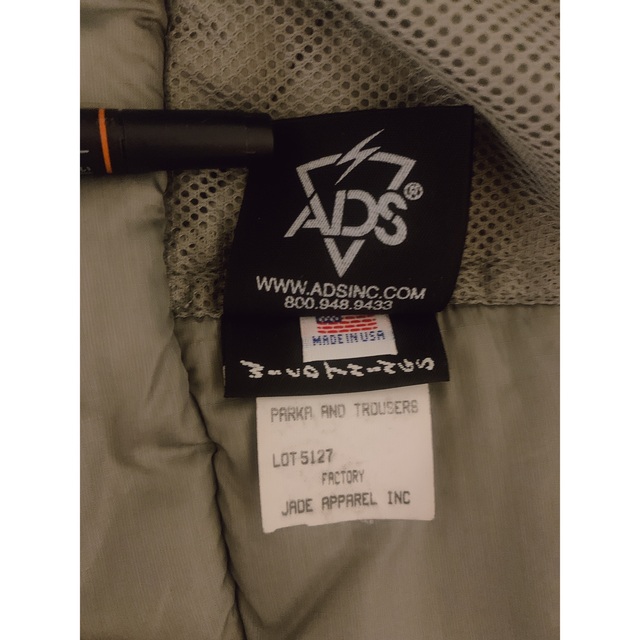 ADS®
WWW.ADSINC.COM
800.948.9433
MADE IN USA
PARKA AND TROUSERS
LOT 5127
FACTORY
JADE APPAREL INC